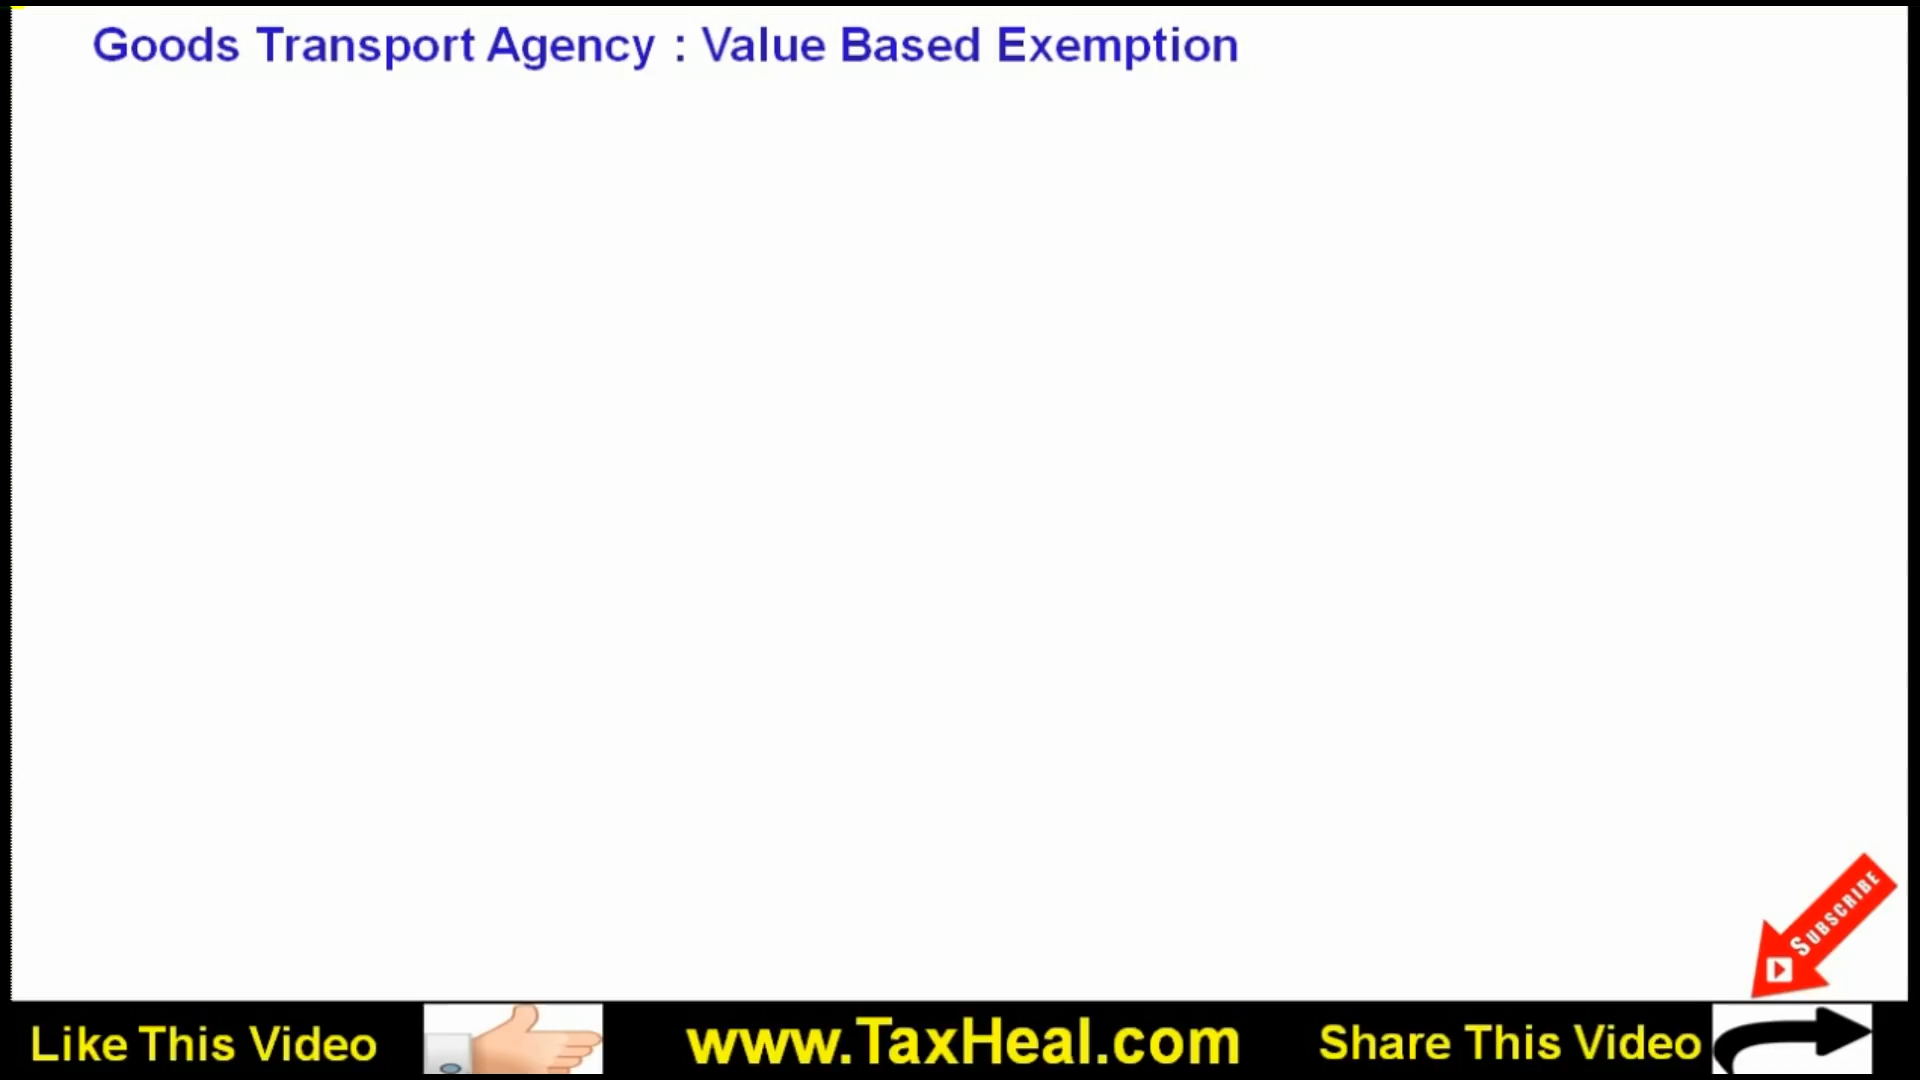 Goods Transport Agency : Value Based Exemption
SUBSCRIBE
Like This Video
www.TaxHeal.com
Share This Video